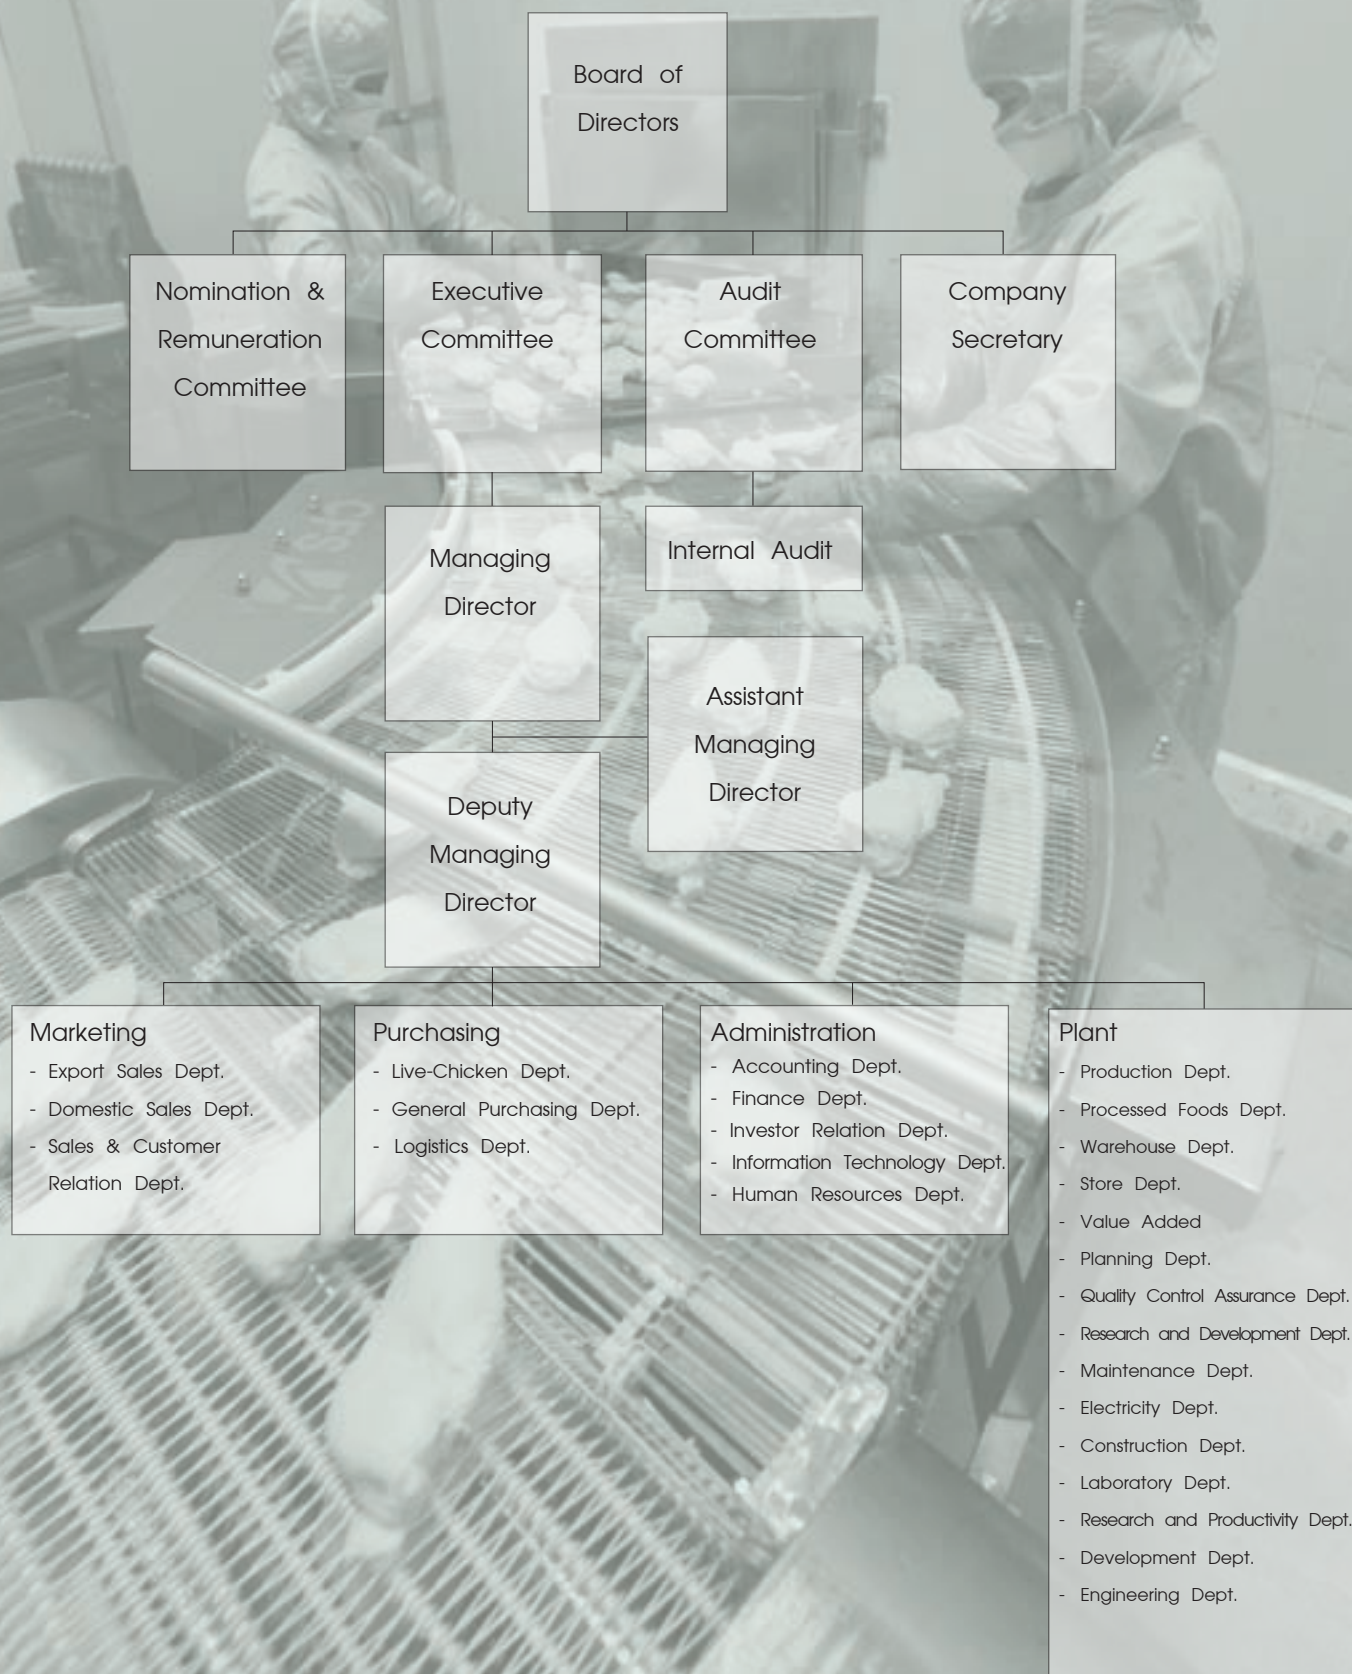 Board of
Directors
Nomination &
Remuneration
Committee
Executive
Committee
Audit
Committee
Company
Secretary
Managing
Director
Internal Audit
Assistant
Managing
Director
Deputy
Managing
Director
Marketing
- Export Sales Dept.
- Domestic Sales Dept.
- Sales & Customer
Relation Dept.
Purchasing
- Live-Chicken Dept.
- General Purchasing Dept.
- Logistics Dept.
Administration
- Accounting Dept.
- Finance Dept.
- Investor Relation Dept.
- Information Technology Dept.
- Human Resources Dept.
Plant
- Production Dept.
- Processed Foods Dept.
- Warehouse Dept.
- Store Dept.
- Value Added
- Planning Dept.
- Quality Control Assurance Dept.
- Research and Development Dept.
- Maintenance Dept.
- Electricity Dept.
- Construction Dept.
- Laboratory Dept.
- Research and Productivity Dept.
- Development Dept.
- Engineering Dept.